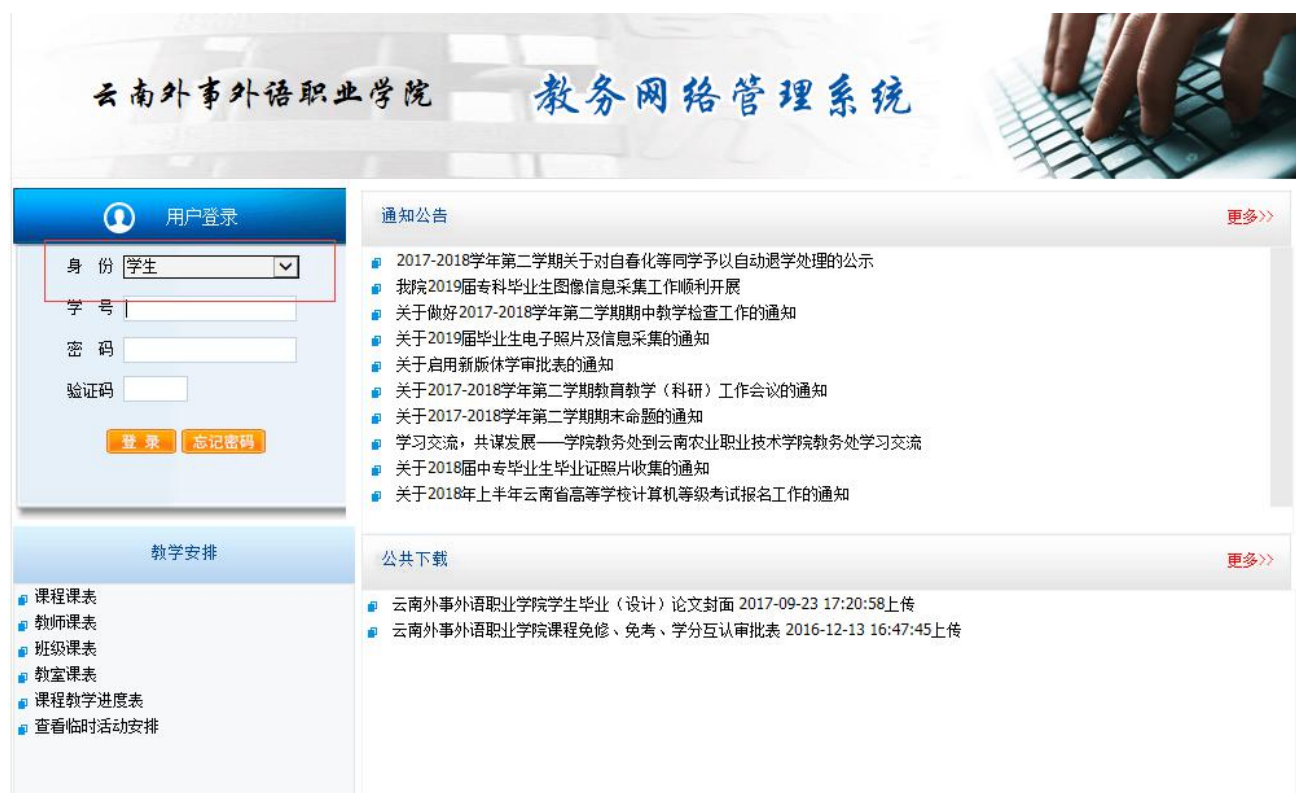 云南外事外语职业学院 教务网络管理系统
用户登录
身 份 学生
学 号
密 码
验证码
登 录 忘记密码
通知公告 更多>>
2017-2018学年第二学期关于对自春化等同学予以自动退学处理的公示
我院2019届专科毕业生图像信息采集工作顺利开展
关于做好2017-2018学年第二学期期中教学检查工作的通知
关于2019届毕业生电子照片及信息采集的通知
关于启用新版休学审批表的通知
关于2017-2018学年第二学期教育教学（科研）工作会议的通知
关于2017-2018学年第二学期期末命题的通知
学习交流，共谋发展——学院教务处到云南农业职业技术学院教务处学习交流
关于2018届中专毕业生毕业证照片收集的通知
关于2018年上半年云南省高等学校计算机等级考试报名工作的通知
教学安排
课程课表
教师课表
班级课表
教室课表
课程教学进度表
查看临时活动安排
公共下载 更多>>
云南外事外语职业学院学生毕业（设计）论文封面 2017-09-23 17:20:58上传
云南外事外语职业学院课程免修、免考、学分互认审批表 2016-12-13 16:47:45上传